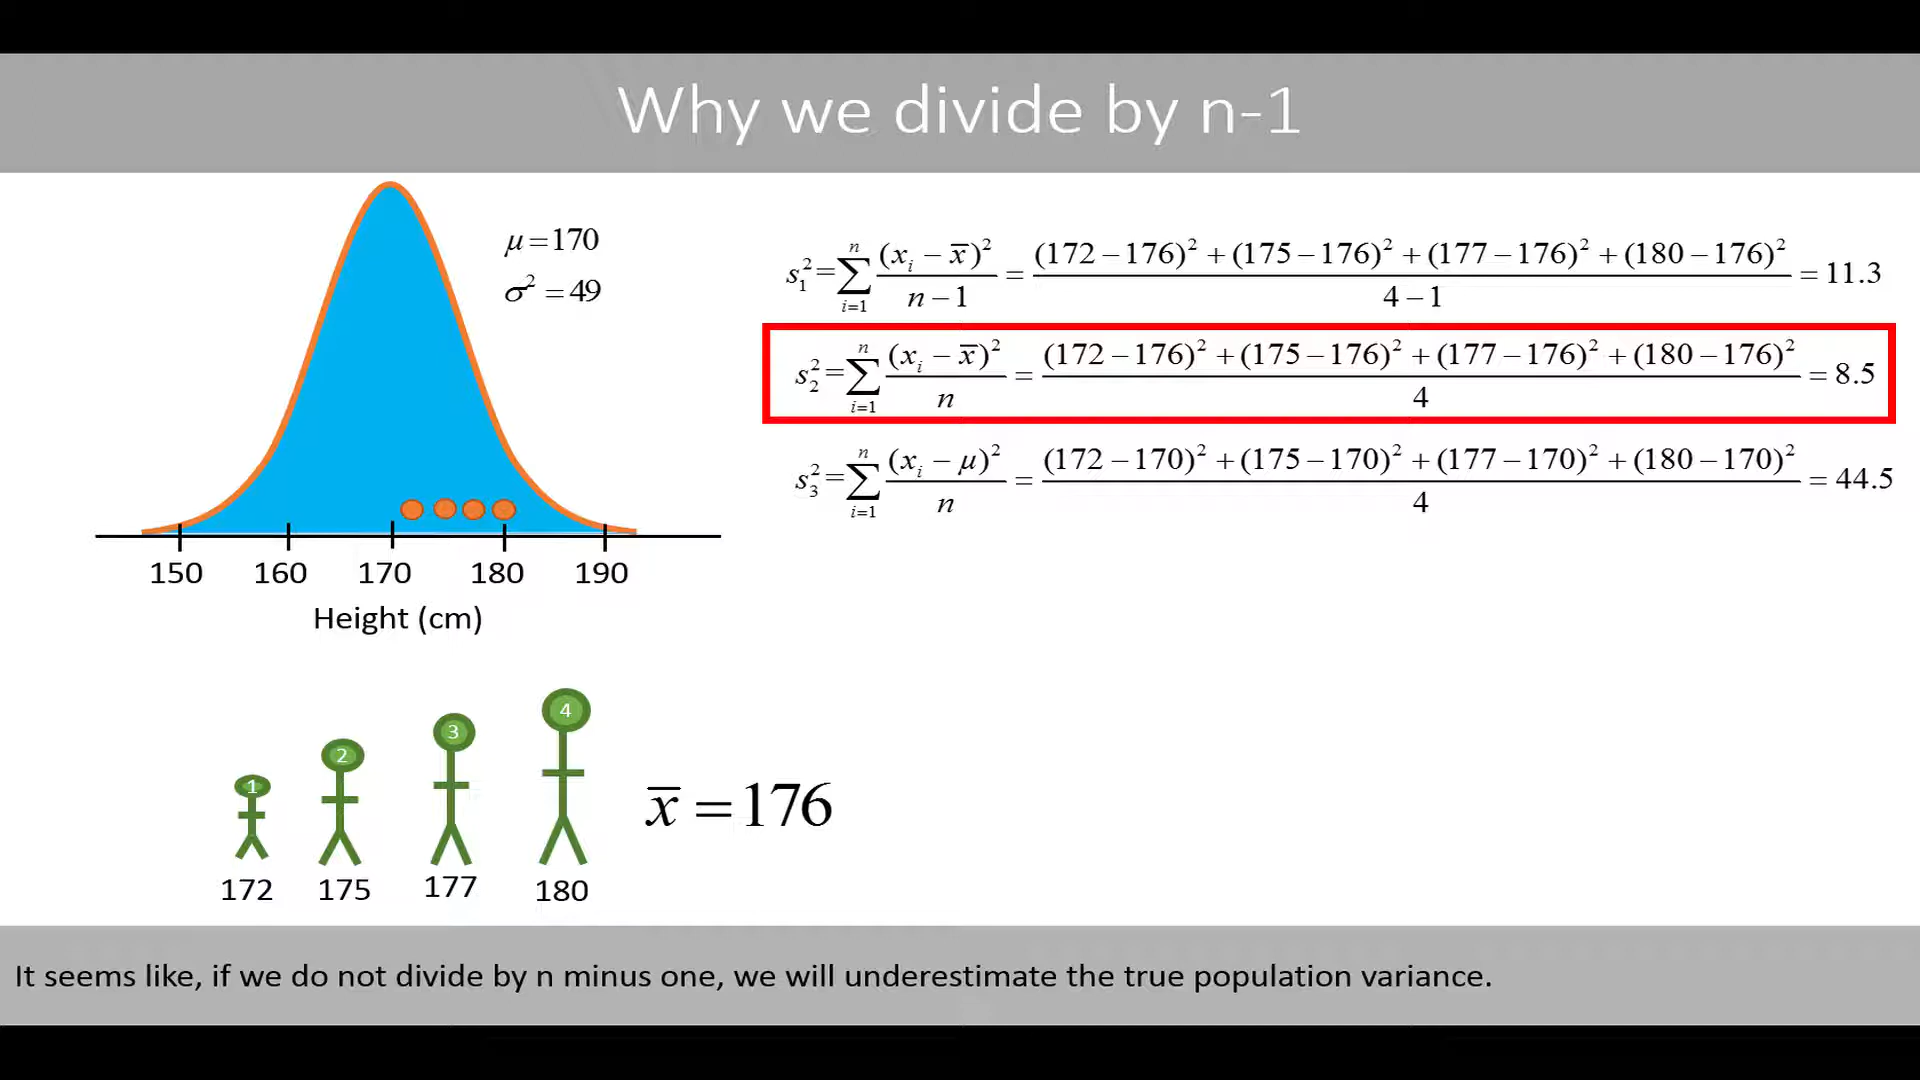 Why we divide by n-1
μ=170
σ² =49
s₁²=∑ᵢ₌₁ⁿ (xᵢ − x̄)² / (n−1) = ((172−176)² +(175−176)² +(177−176)² +(180−176)²) / (4−1) = 11.3
s₂²=∑ᵢ₌₁ⁿ (xᵢ − x̄)² / n = ((172−176)² +(175−176)² +(177−176)² +(180−176)²) / 4 = 8.5
s₃²=∑ᵢ₌₁ⁿ (xᵢ − μ)² / n = ((172−170)² +(175−170)² +(177−170)² +(180−170)²) / 4 = 44.5
150 160 170 180 190
Height (cm)
1 2 3 4
x̄ =176
172 175 177 180
It seems like, if we do not divide by n minus one, we will underestimate the true population variance.